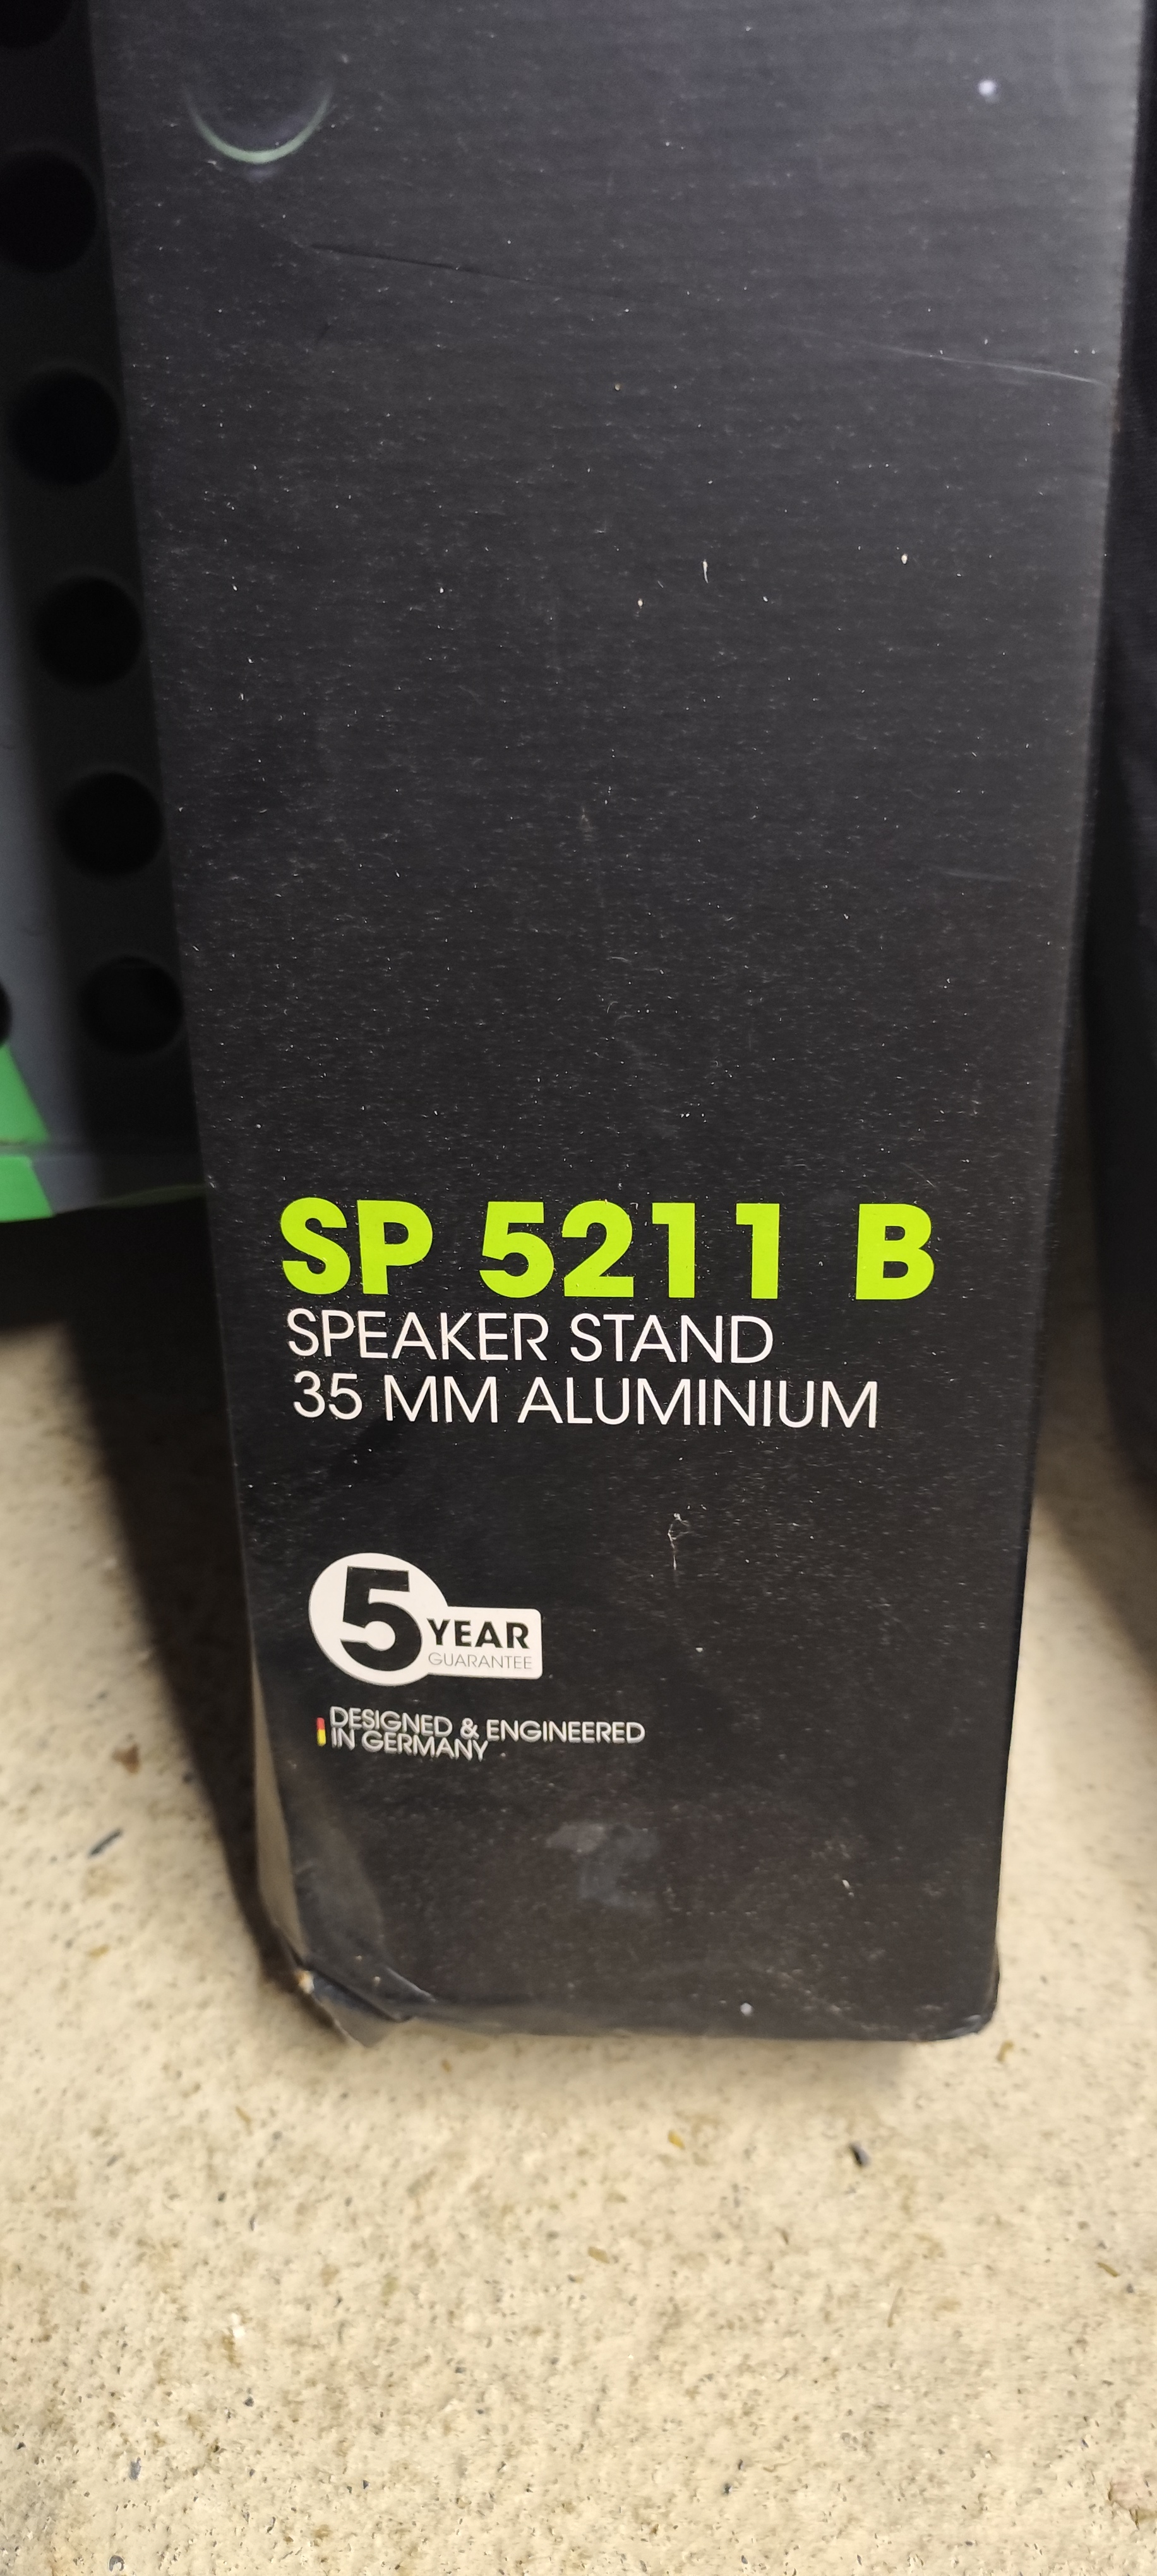 SP 5211 B
SPEAKER STAND
35 MM ALUMINIUM
5 YEAR
GUARANTEE
DESIGNED & ENGINEERED
IN GERMANY